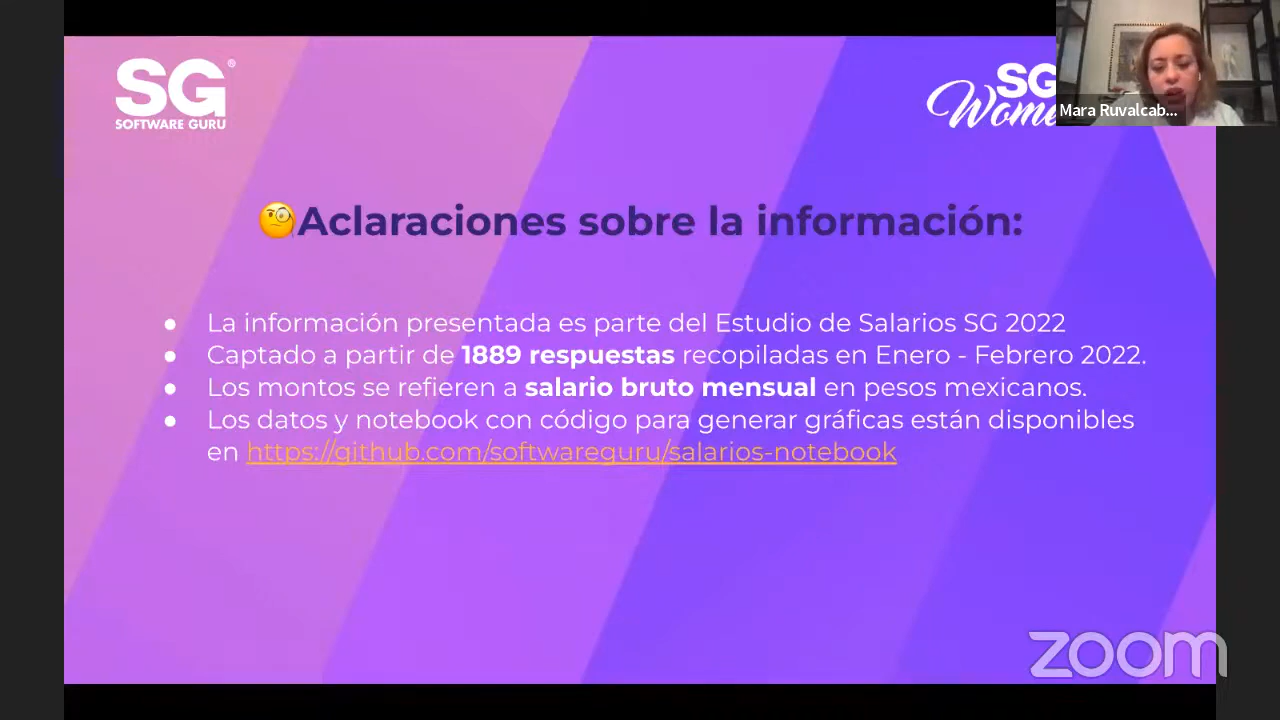 SG®
SOFTWARE GURU
SG
Wome
Mara Ruvalcab...
Aclaraciones sobre la información:
● La información presentada es parte del Estudio de Salarios SG 2022
● Captado a partir de 1889 respuestas recopiladas en Enero - Febrero 2022.
● Los montos se refieren a salario bruto mensual en pesos mexicanos.
● Los datos y notebook con código para generar gráficas están disponibles
en https://github.com/softwareguru/salarios-notebook
zoom